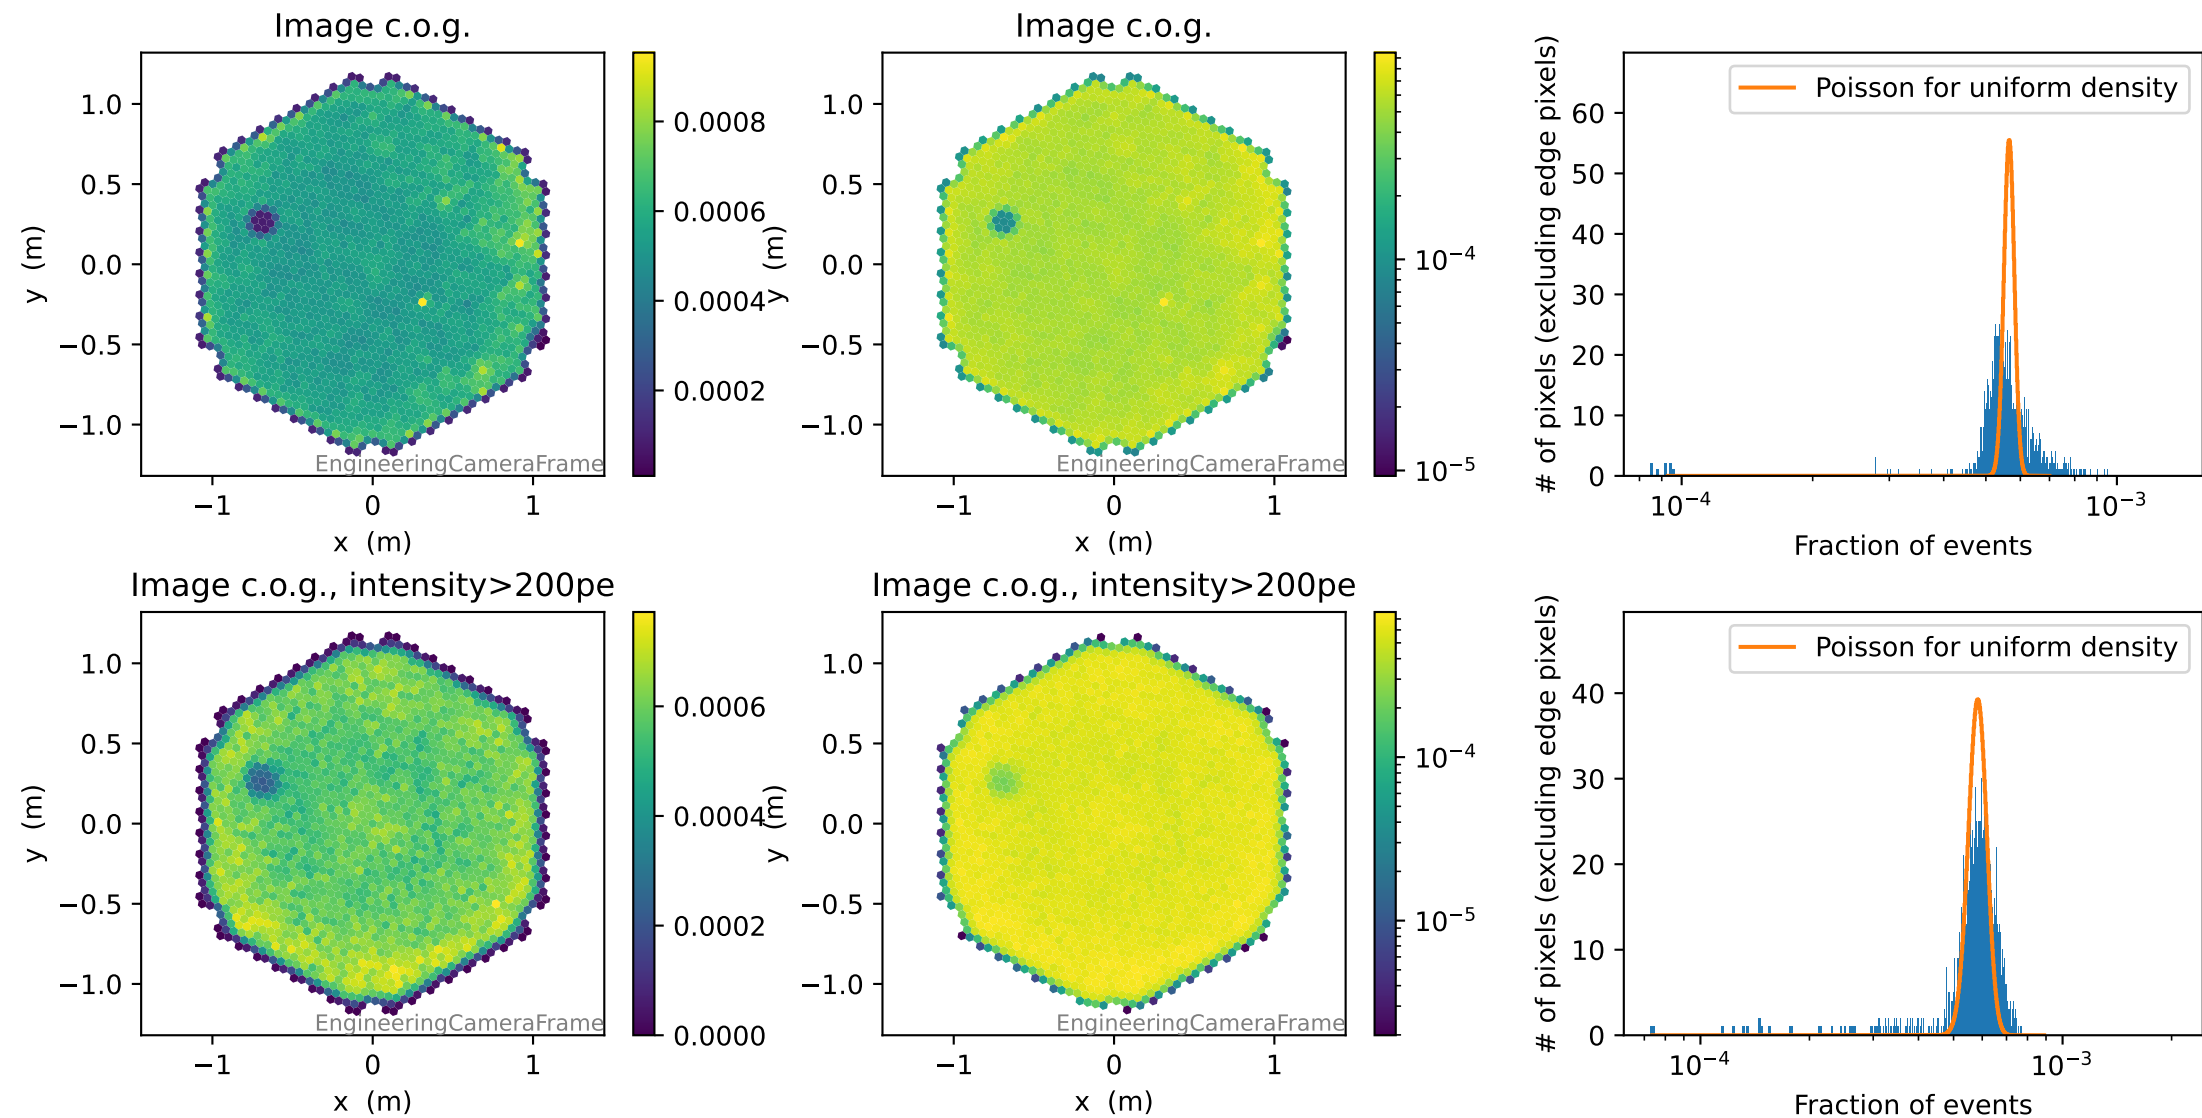 Image c.o.g.
1.0
0.5
0.0
−0.5
−1.0
y (m)
−1 0 1
x (m)
EngineeringCameraFrame
0.0008
0.0006
0.0004
0.0002
Image c.o.g.
1.0
0.5
0.0
−0.5
−1.0
y (m)
−1 0 1
x (m)
EngineeringCameraFrame
10⁻⁴
10⁻⁵
Poisson for uniform density
60
50
40
30
20
10
0
# of pixels (excluding edge pixels)
10⁻⁴ 10⁻³
Fraction of events
Image c.o.g., intensity>200pe
1.0
0.5
0.0
−0.5
−1.0
y (m)
−1 0 1
x (m)
EngineeringCameraFrame
0.0006
0.0004
0.0002
0.0000
Image c.o.g., intensity>200pe
1.0
0.5
0.0
−0.5
−1.0
y (m)
−1 0 1
x (m)
EngineeringCameraFrame
10⁻⁴
10⁻⁵
Poisson for uniform density
40
30
20
10
0
# of pixels (excluding edge pixels)
10⁻⁴ 10⁻³
Fraction of events